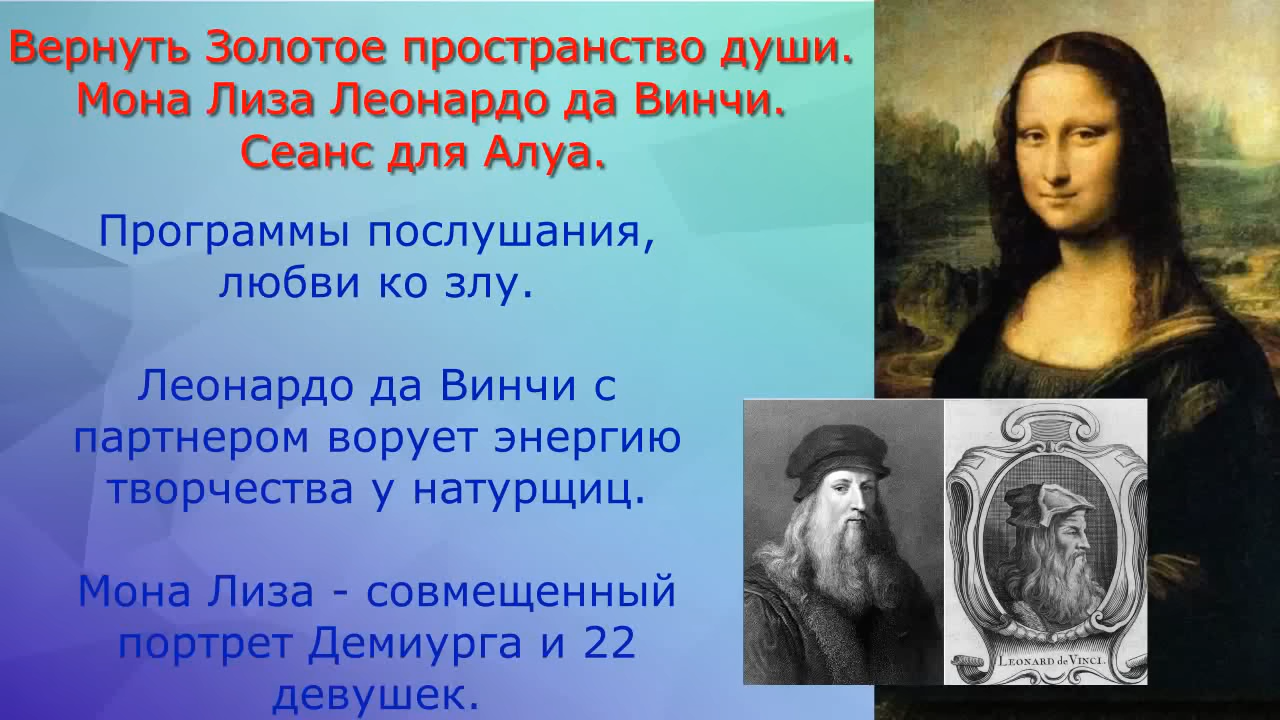 Вернуть Золотое пространство души.
Мона Лиза Леонардо да Винчи.
Сеанс для Алуа.
Программы послушания,
любви ко злу.
Леонардо да Винчи с
партнером ворует энергию
творчества у натурщиц.
Мона Лиза - совмещенный
портрет Демиурга и 22
девушек.
LEONARD de VINCI.